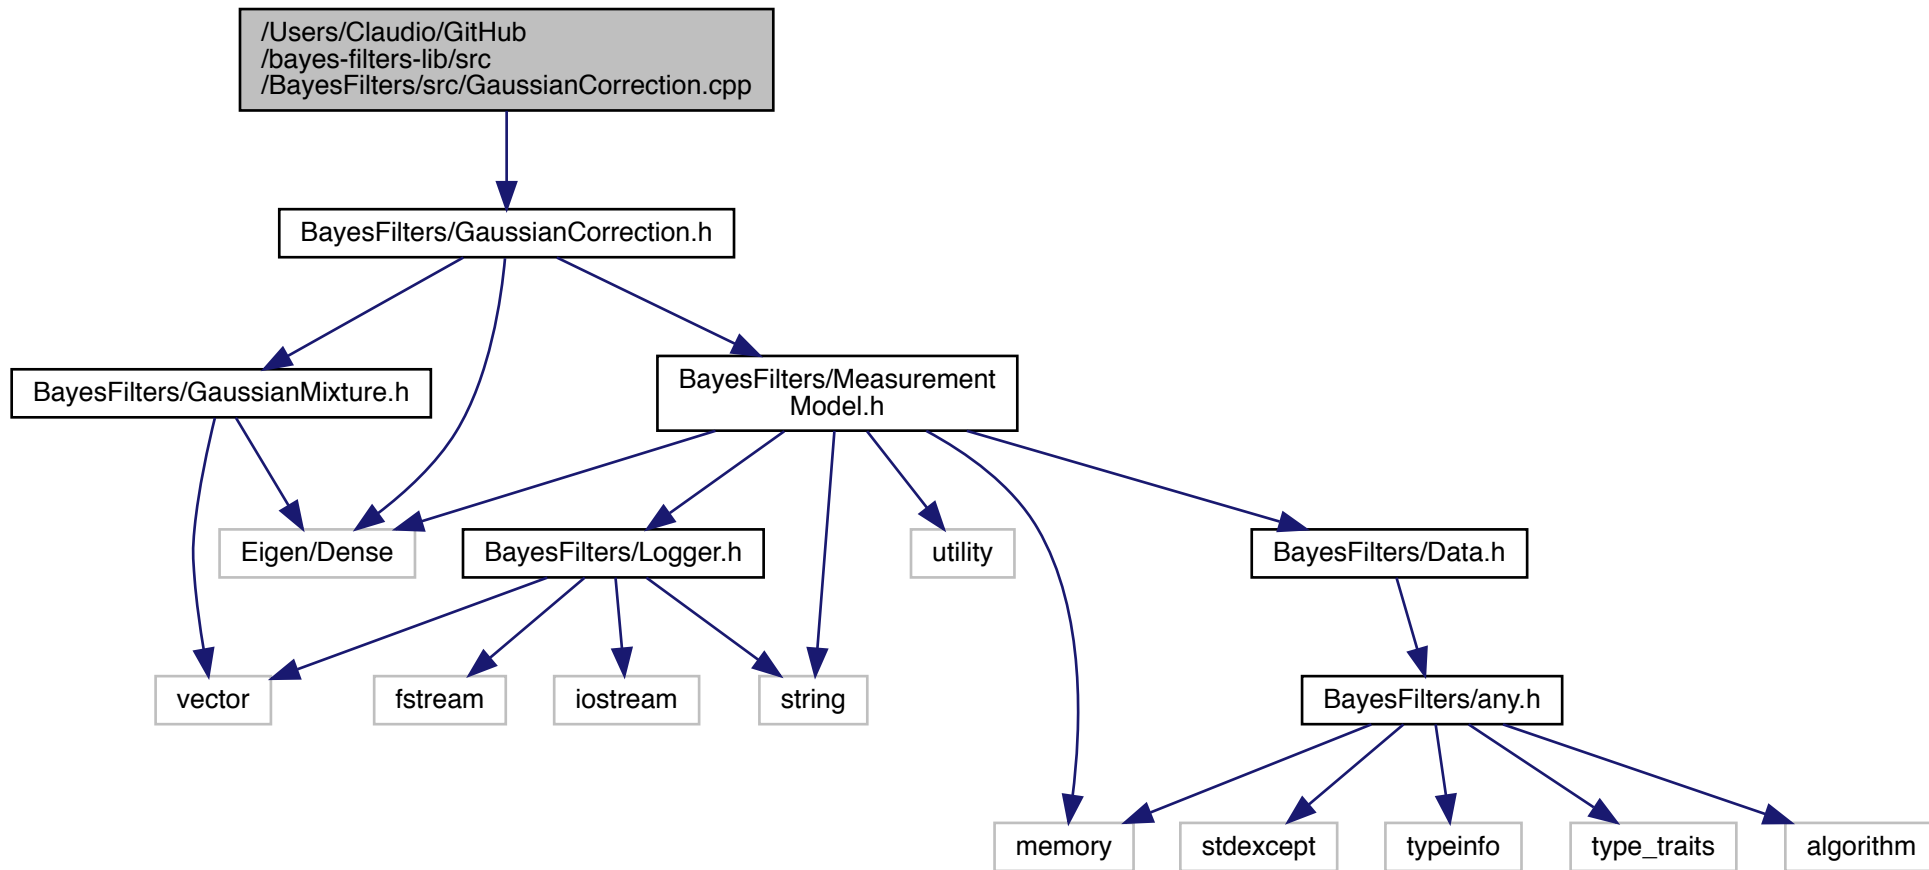 /Users/Claudio/GitHub
/bayes-filters-lib/src
/BayesFilters/src/GaussianCorrection.cpp
BayesFilters/GaussianCorrection.h
BayesFilters/GaussianMixture.h
BayesFilters/Measurement
Model.h
Eigen/Dense
BayesFilters/Logger.h
utility
BayesFilters/Data.h
vector
fstream
iostream
string
BayesFilters/any.h
memory
stdexcept
typeinfo
type_traits
algorithm